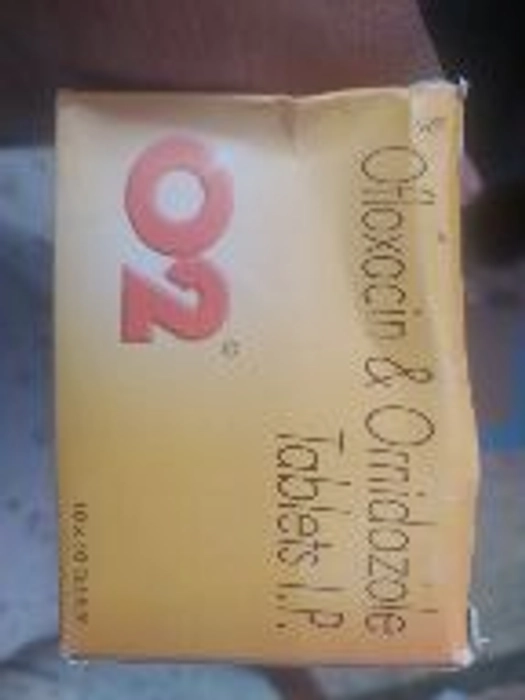 Ofloxacin & Ornidazole
Tablets I.P.
O2®